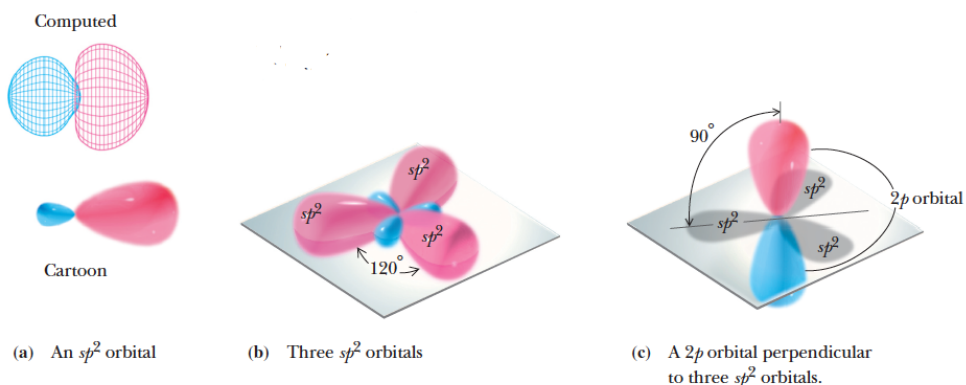 Computed
Cartoon
(a) An sp² orbital
sp²
sp²
sp²
120°
(b) Three sp² orbitals
90°
sp²
sp²
sp²
2p orbital
(c) A 2p orbital perpendicular
to three sp² orbitals.